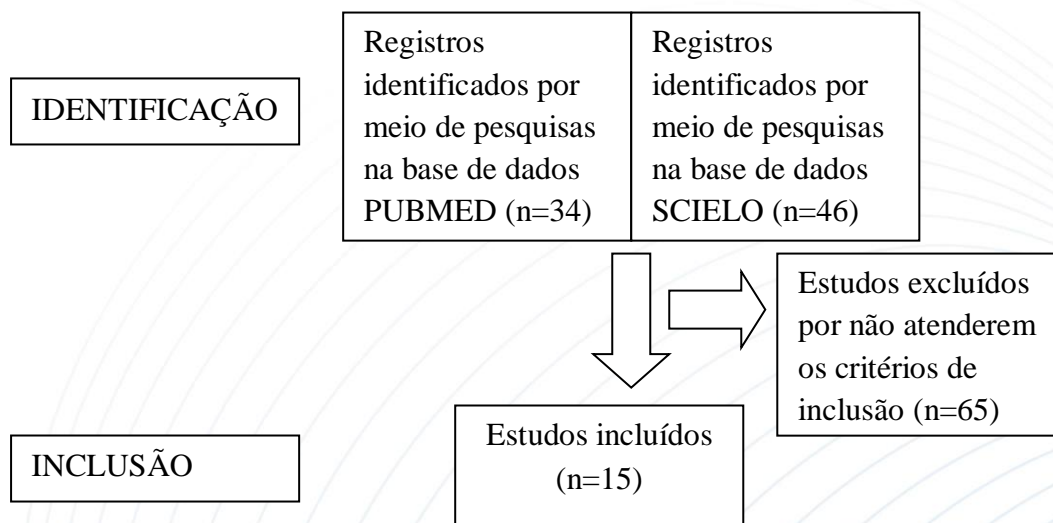 IDENTIFICAÇÃO
Registros
identificados por
meio de pesquisas
na base de dados
PUBMED (n=34)
Registros
identificados por
meio de pesquisas
na base de dados
SCIELO (n=46)
Estudos excluídos
por não atenderem
os critérios de
inclusão (n=65)
INCLUSÃO
Estudos incluídos
(n=15)